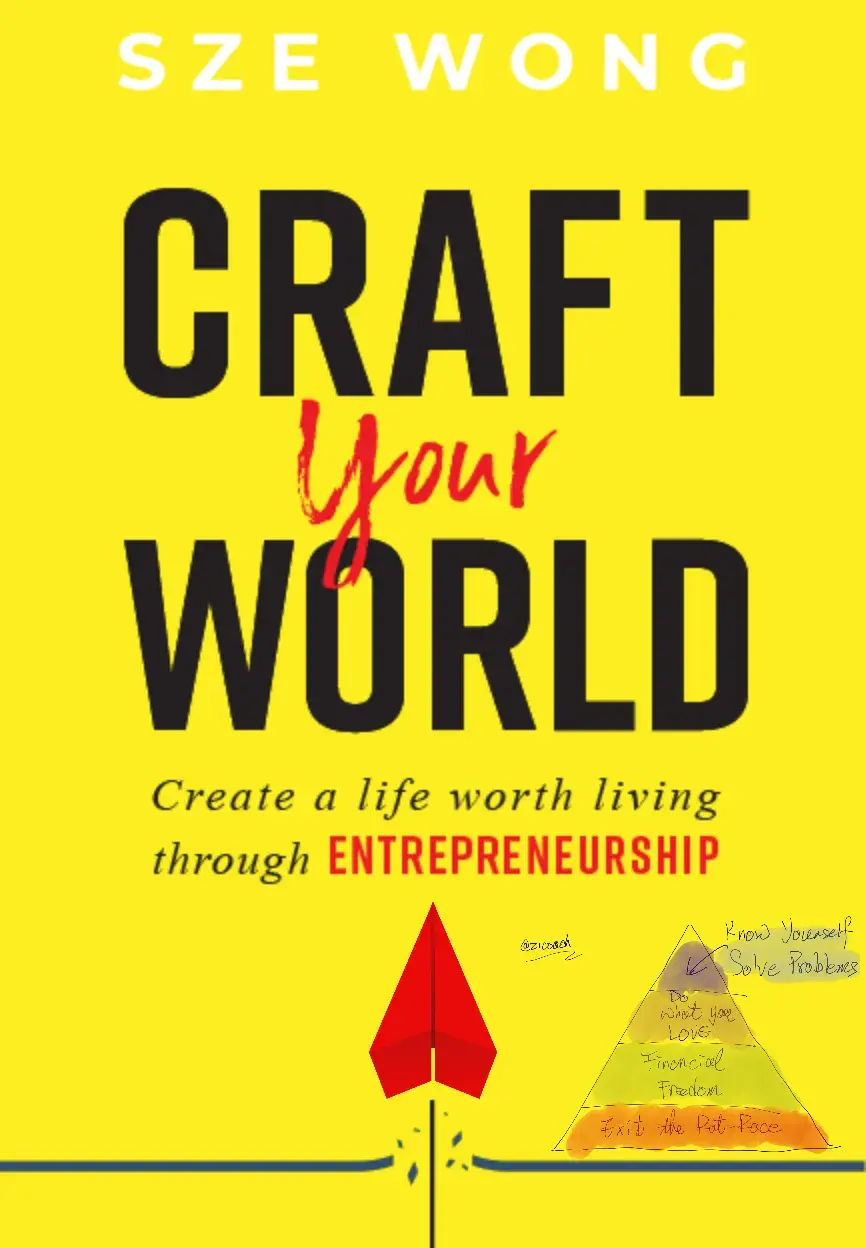 SZE WONG
CRAFT
Your
WORLD
Create a life worth living
through ENTREPRENEURSHIP
@zicoach
Know Yourself
Solve Problems
Do
What you
LOVE
Financial
Freedom
Exit the Rat-Race